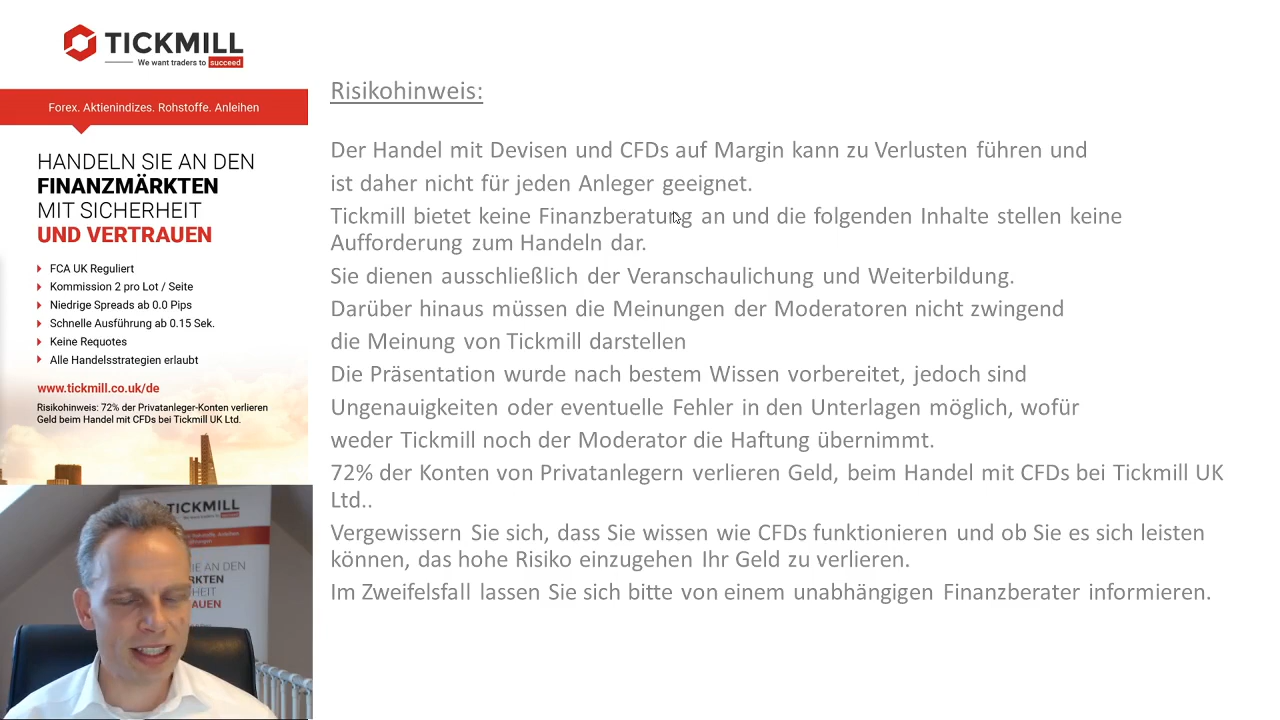 TICKMILL
We want traders to succeed
Forex. Aktienindizes. Rohstoffe. Anleihen
HANDELN SIE AN DEN
FINANZMÄRKTEN
MIT SICHERHEIT
UND VERTRAUEN
FCA UK Reguliert
Kommission 2 pro Lot / Seite
Niedrige Spreads ab 0.0 Pips
Schnelle Ausführung ab 0.15 Sek.
Keine Requotes
Alle Handelsstrategien erlaubt
www.tickmill.co.uk/de
Risikohinweis: 72% der Privatanleger-Konten verlieren
Geld beim Handel mit CFDs bei Tickmill UK Ltd.
Risikohinweis:
Der Handel mit Devisen und CFDs auf Margin kann zu Verlusten führen und
ist daher nicht für jeden Anleger geeignet.
Tickmill bietet keine Finanzberatung an und die folgenden Inhalte stellen keine
Aufforderung zum Handeln dar.
Sie dienen ausschließlich der Veranschaulichung und Weiterbildung.
Darüber hinaus müssen die Meinungen der Moderatoren nicht zwingend
die Meinung von Tickmill darstellen
Die Präsentation wurde nach bestem Wissen vorbereitet, jedoch sind
Ungenauigkeiten oder eventuelle Fehler in den Unterlagen möglich, wofür
weder Tickmill noch der Moderator die Haftung übernimmt.
72% der Konten von Privatanlegern verlieren Geld, beim Handel mit CFDs bei Tickmill UK
Ltd..
Vergewissern Sie sich, dass Sie wissen wie CFDs funktionieren und ob Sie es sich leisten
können, das hohe Risiko einzugehen Ihr Geld zu verlieren.
Im Zweifelsfall lassen Sie sich bitte von einem unabhängigen Finanzberater informieren.
TICKMILL
IE AN DEN
RKTEN
HEIT
AUEN